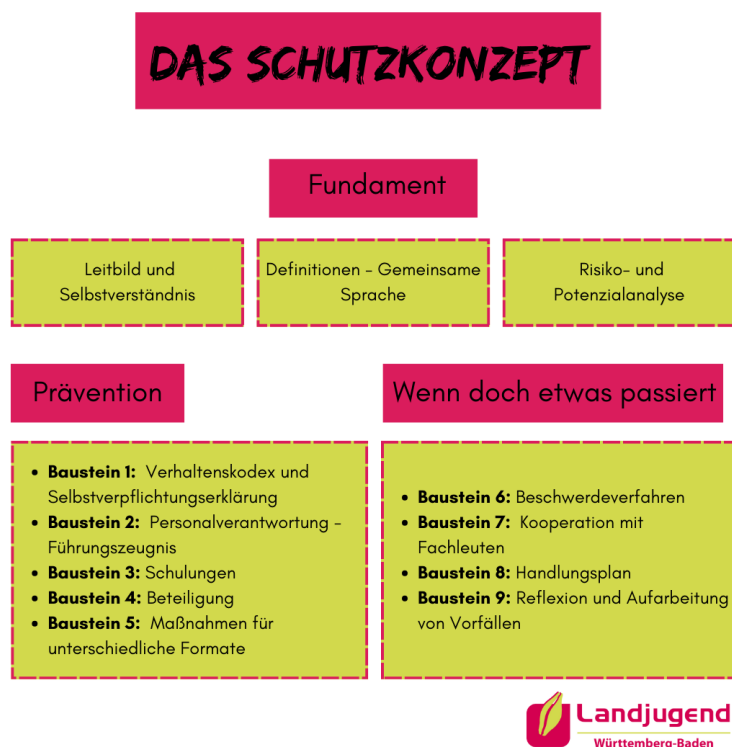 DAS SCHUTZKONZEPT
Fundament
Leitbild und
Selbstverständnis
Definitionen - Gemeinsame
Sprache
Risiko- und
Potenzialanalyse
Prävention
• Baustein 1: Verhaltenskodex und
Selbstverpflichtungserklärung
• Baustein 2: Personalverantwortung -
Führungszeugnis
• Baustein 3: Schulungen
• Baustein 4: Beteiligung
• Baustein 5: Maßnahmen für
unterschiedliche Formate
Wenn doch etwas passiert
• Baustein 6: Beschwerdeverfahren
• Baustein 7: Kooperation mit
Fachleuten
• Baustein 8: Handlungsplan
• Baustein 9: Reflexion und Aufarbeitung
von Vorfällen
Landjugend
Württemberg-Baden